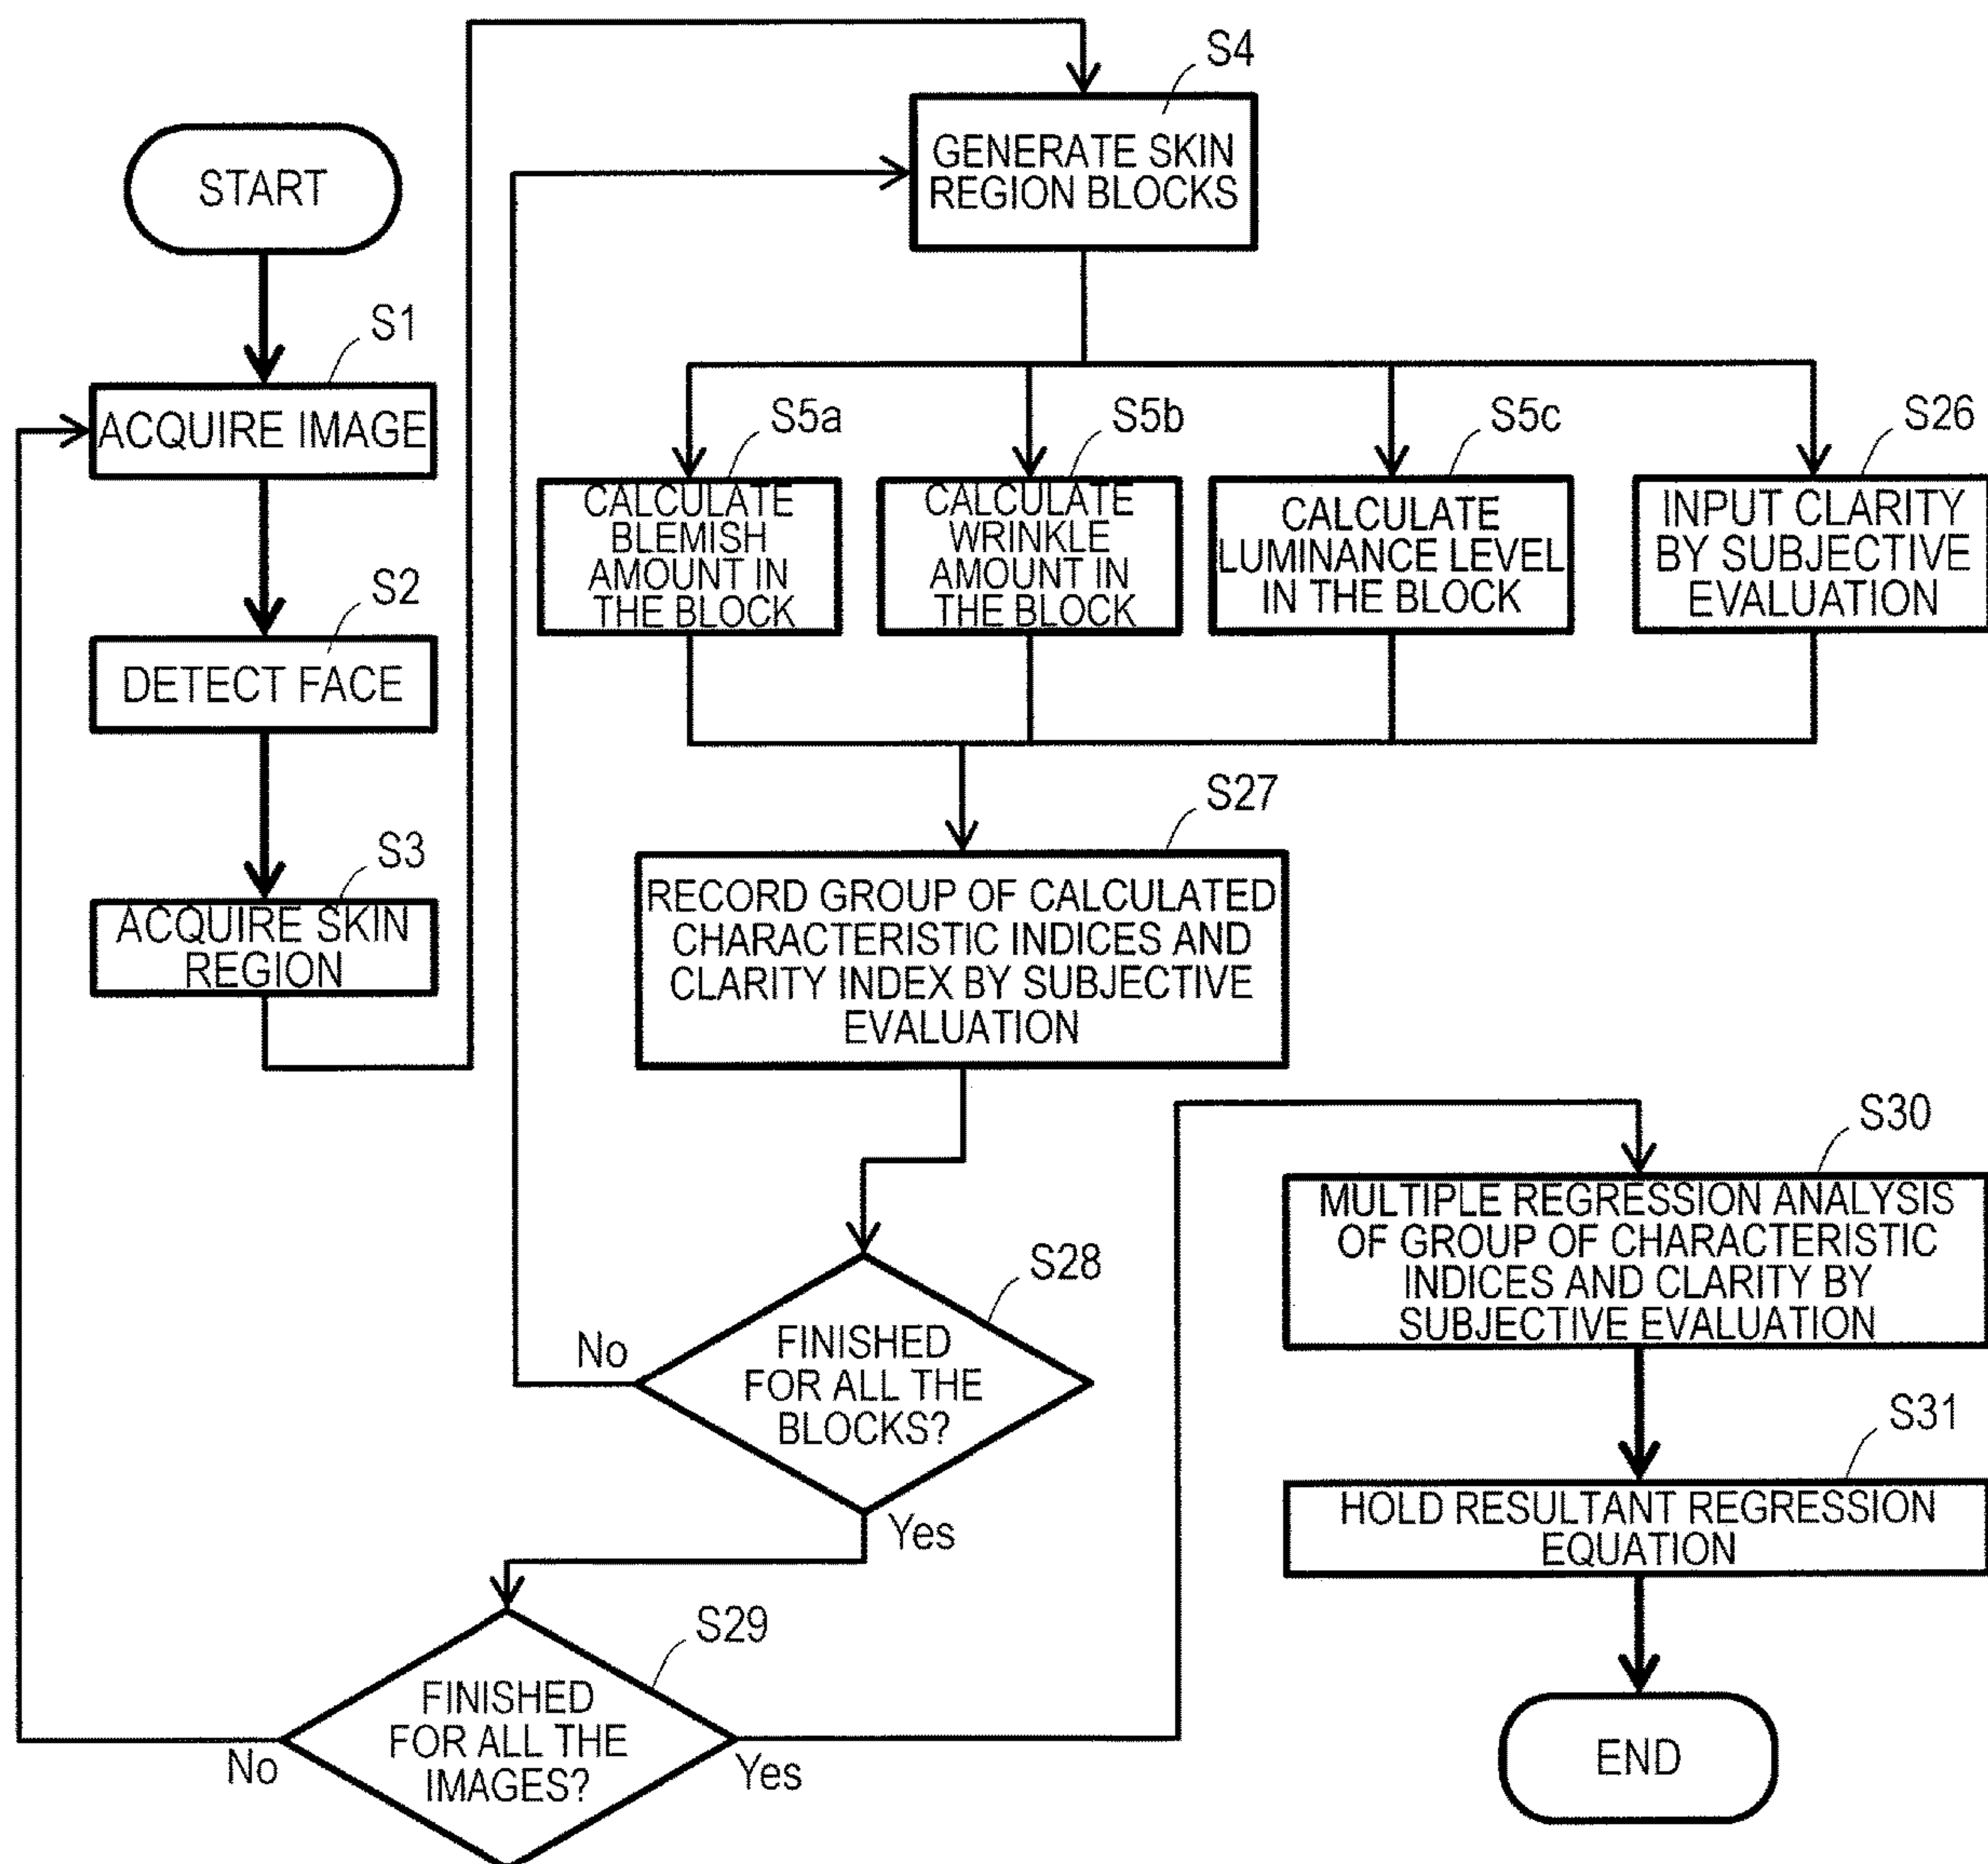 START
S1
ACQUIRE IMAGE
S2
DETECT FACE
S3
ACQUIRE SKIN
REGION
S4
GENERATE SKIN
REGION BLOCKS
S5a
CALCULATE
BLEMISH
AMOUNT IN
THE BLOCK
S5b
CALCULATE
WRINKLE
AMOUNT IN
THE BLOCK
S5c
CALCULATE
LUMINANCE LEVEL
IN THE BLOCK
S26
INPUT CLARITY
BY SUBJECTIVE
EVALUATION
S27
RECORD GROUP OF CALCULATED
CHARACTERISTIC INDICES AND
CLARITY INDEX BY SUBJECTIVE
EVALUATION
S28
FINISHED
FOR ALL THE
BLOCKS?
No
Yes
S29
FINISHED
FOR ALL THE
IMAGES?
No
Yes
S30
MULTIPLE REGRESSION ANALYSIS
OF GROUP OF CHARACTERISTIC
INDICES AND CLARITY BY
SUBJECTIVE EVALUATION
S31
HOLD RESULTANT REGRESSION
EQUATION
END